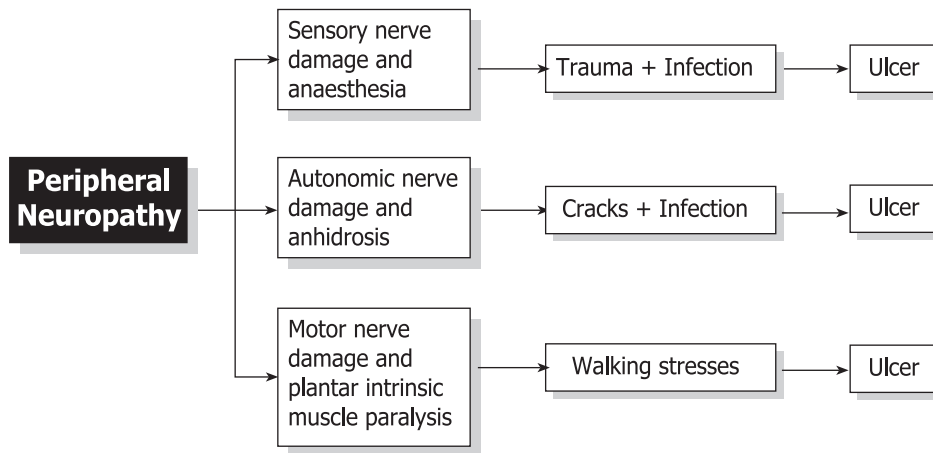 Sensory nerve
damage and
anaesthesia
Trauma + Infection
Ulcer
Peripheral
Neuropathy
Autonomic nerve
damage and
anhidrosis
Cracks + Infection
Ulcer
Motor nerve
damage and
plantar intrinsic
muscle paralysis
Walking stresses
Ulcer